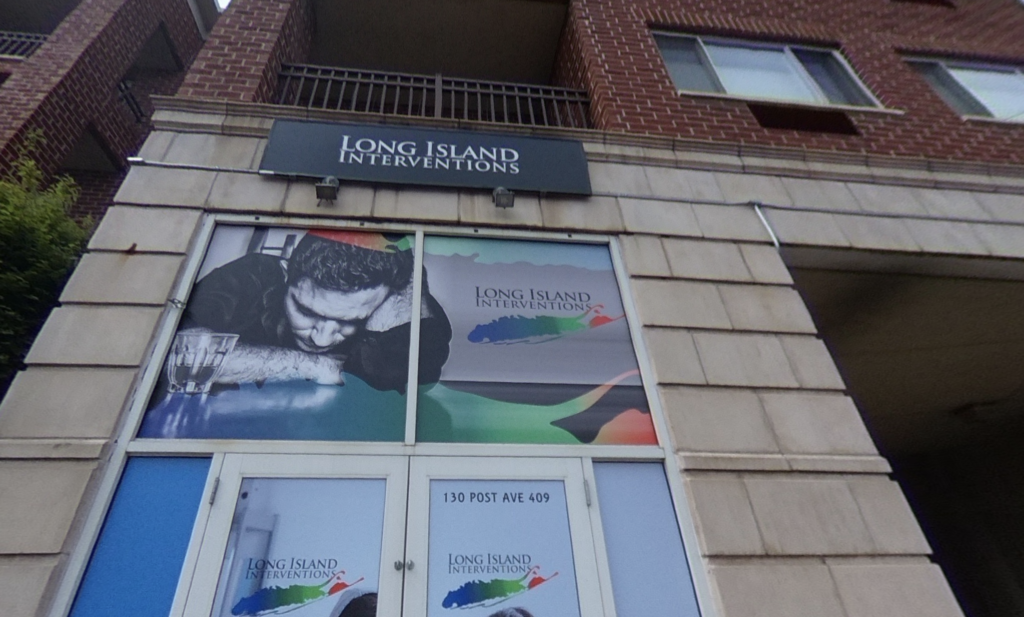 LONG ISLAND
INTERVENTIONS
LONG ISLAND
INTERVENTIONS
130 POST AVE 409
LONG ISLAND
INTERVENTIONS
LONG ISLAND
INTERVENTIONS